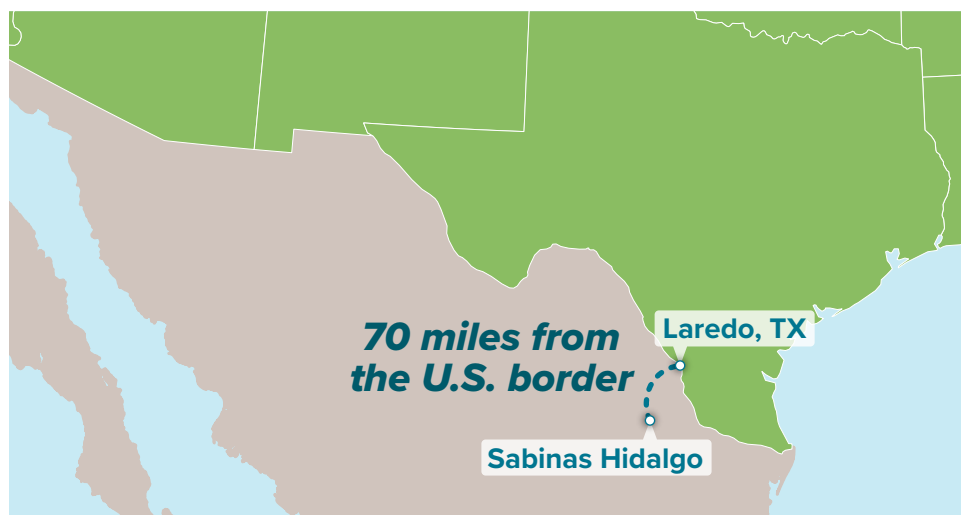 70 miles from
the U.S. border
Laredo, TX
Sabinas Hidalgo